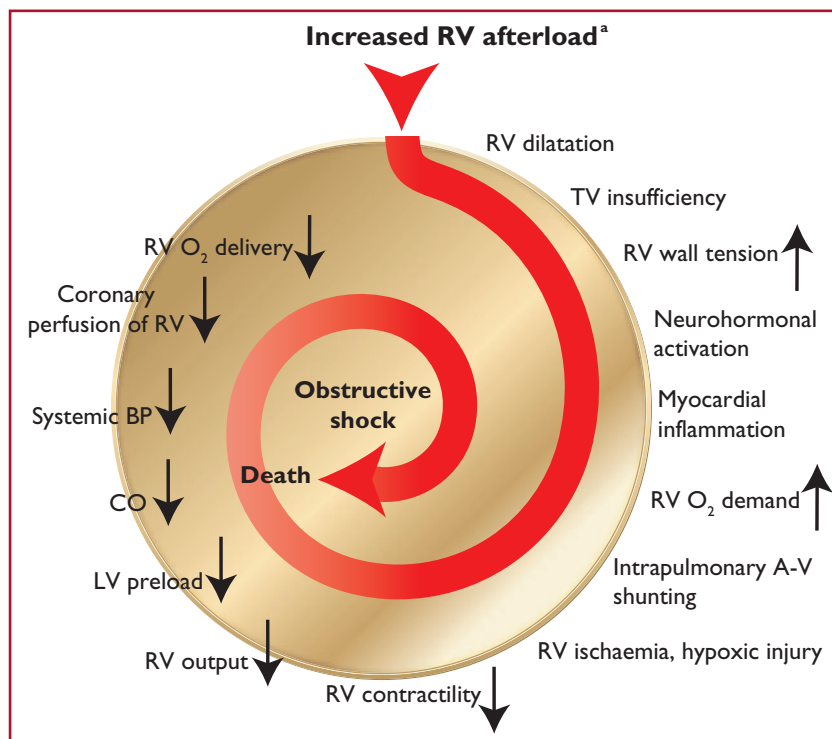 Increased RV afterloadᵃ
RV dilatation
TV insufficiency
RV wall tension
Neurohormonal
activation
Myocardial
inflammation
RV O₂ demand
Intrapulmonary A-V
shunting
RV ischaemia, hypoxic injury
RV contractility
RV output
LV preload
CO
Systemic BP
Coronary
perfusion of RV
RV O₂ delivery
Obstructive
shock
Death